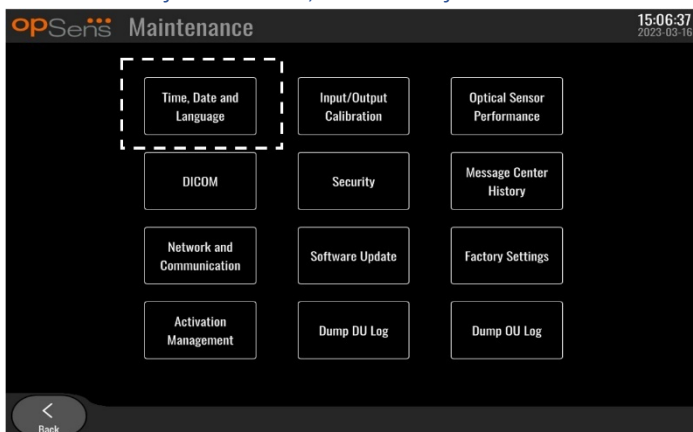 opSens Maintenance 15:06:37
2023-03-16
Time, Date and
Language
Input/Output
Calibration
Optical Sensor
Performance
DICOM
Security
Message Center
History
Network and
Communication
Software Update
Factory Settings
Activation
Management
Dump DU Log
Dump OU Log
Back